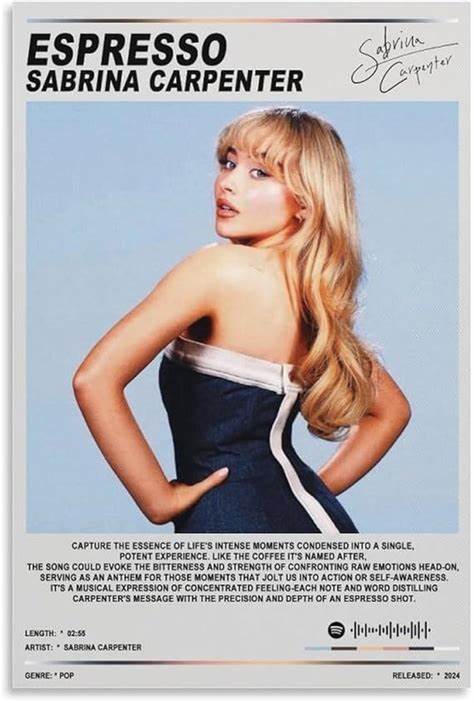 ESPRESSO
SABRINA CARPENTER
Sabrina
Carpenter
CAPTURE THE ESSENCE OF LIFE'S INTENSE MOMENTS CONDENSED INTO A SINGLE,
POTENT EXPERIENCE. LIKE THE COFFEE IT'S NAMED AFTER,
THE SONG COULD EVOKE THE BITTERNESS AND STRENGTH OF CONFRONTING RAW EMOTIONS HEAD-ON,
SERVING AS AN ANTHEM FOR THOSE MOMENTS THAT JOLT US INTO ACTION OR SELF-AWARENESS.
IT'S A MUSICAL EXPRESSION OF CONCENTRATED FEELING-EACH NOTE AND WORD DISTILLING
CARPENTER'S MESSAGE WITH THE PRECISION AND DEPTH OF AN ESPRESSO SHOT.
LENGTH: * 02:55
ARTIST: * SABRINA CARPENTER
GENRE: * POP
RELEASED: * 2024